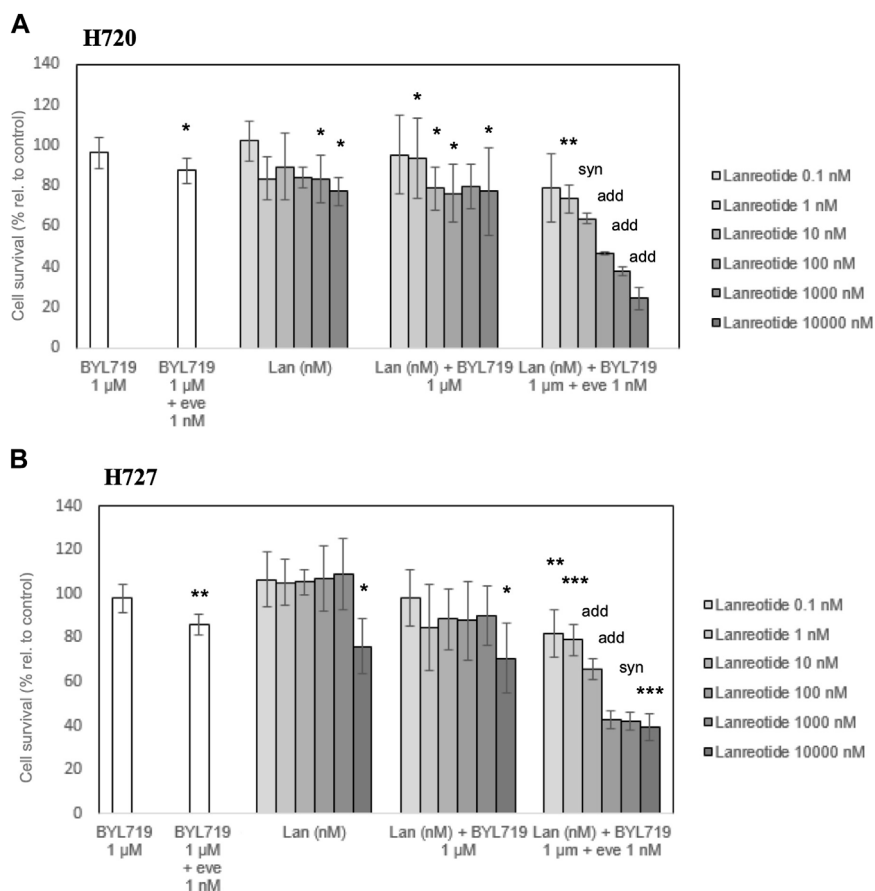 A
H720
140
120
100
80
60
40
20
0
Cell survival (% rel. to control)
*
*
*
*
*
*
*
**
syn
add
add
add
BYL719
1 µM
BYL719
1 µM
+ eve
1 nM
Lan (nM)
Lan (nM) + BYL719
1 µM
Lan (nM) + BYL719
1 µm + eve 1 nM
Lanreotide 0.1 nM
Lanreotide 1 nM
Lanreotide 10 nM
Lanreotide 100 nM
Lanreotide 1000 nM
Lanreotide 10000 nM
B
H727
140
120
100
80
60
40
20
0
Cell survival (% rel. to control)
**
*
*
**
***
add
add
syn
***
BYL719
1 µM
BYL719
1 µM
+ eve
1 nM
Lan (nM)
Lan (nM) + BYL719
1 µM
Lan (nM) + BYL719
1 µm + eve 1 nM
Lanreotide 0.1 nM
Lanreotide 1 nM
Lanreotide 10 nM
Lanreotide 100 nM
Lanreotide 1000 nM
Lanreotide 10000 nM